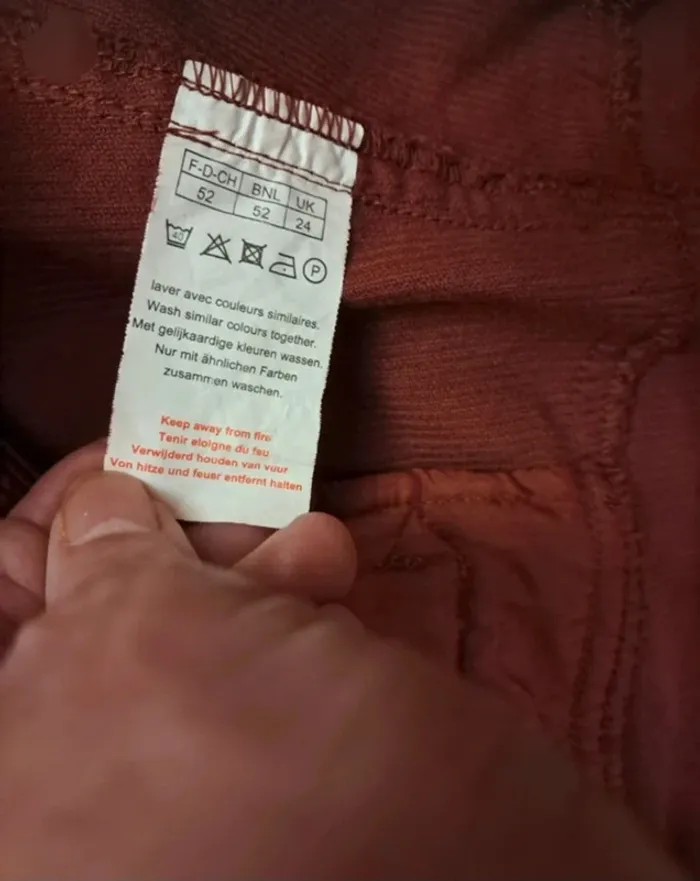 F-D-CH BNL UK
52 52 24
40 P
laver avec couleurs similaires.
Wash similar colours together.
Met gelijkaardige kleuren wassen.
Nur mit ähnlichen Farben
zusammen waschen.
Keep away from fire
Tenir eloigne du feu
Verwijderd houden van vuur
Von hitze und feuer entfernt halten